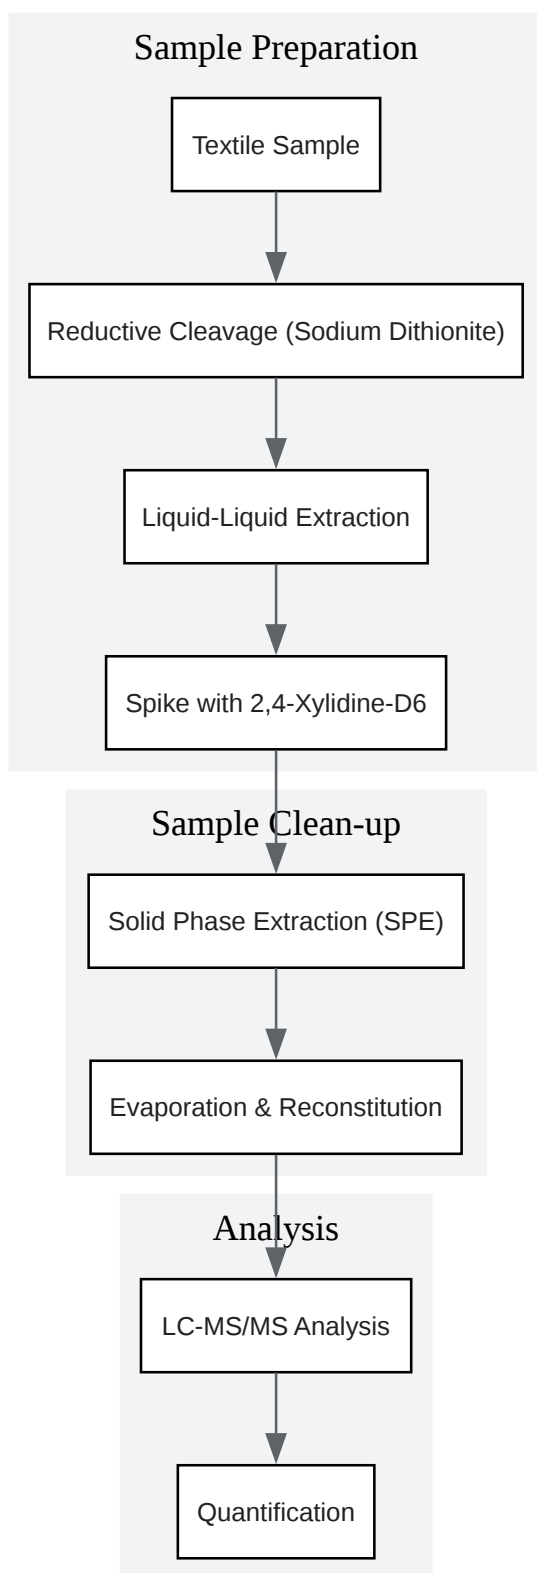 Sample Preparation
Textile Sample
Reductive Cleavage (Sodium Dithionite)
Liquid-Liquid Extraction
Spike with 2,4-Xylidine-D6
Sample Clean-up
Solid Phase Extraction (SPE)
Evaporation & Reconstitution
Analysis
LC-MS/MS Analysis
Quantification